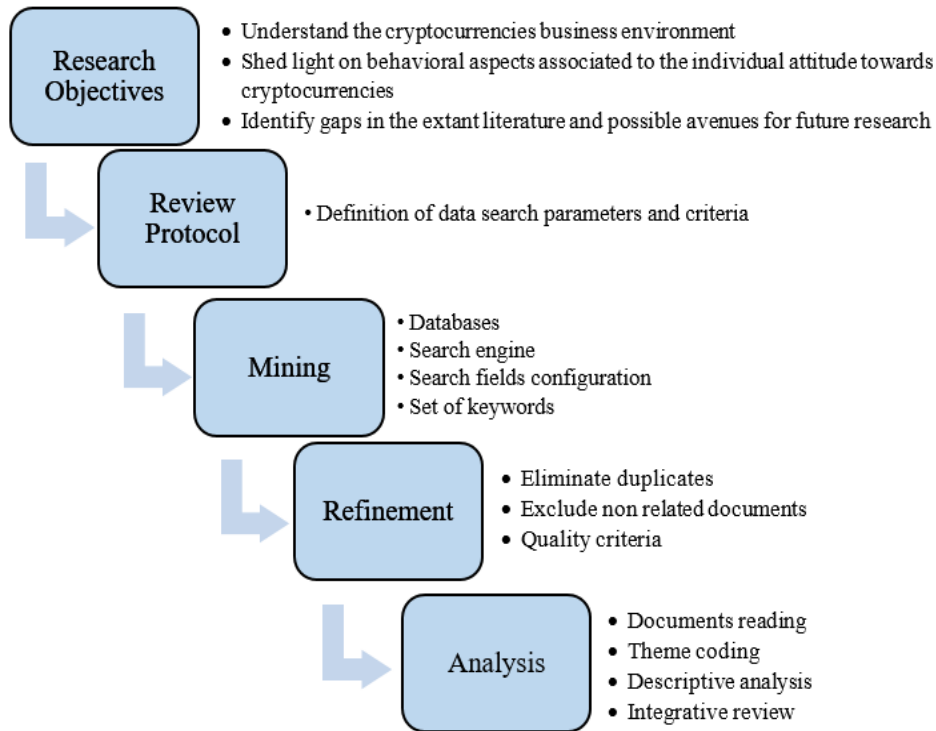 Research
Objectives
• Understand the cryptocurrencies business environment
• Shed light on behavioral aspects associated to the individual attitude towards
cryptocurrencies
• Identify gaps in the extant literature and possible avenues for future research
Review
Protocol
• Definition of data search parameters and criteria
Mining
• Databases
• Search engine
• Search fields configuration
• Set of keywords
Refinement
• Eliminate duplicates
• Exclude non related documents
• Quality criteria
Analysis
• Documents reading
• Theme coding
• Descriptive analysis
• Integrative review